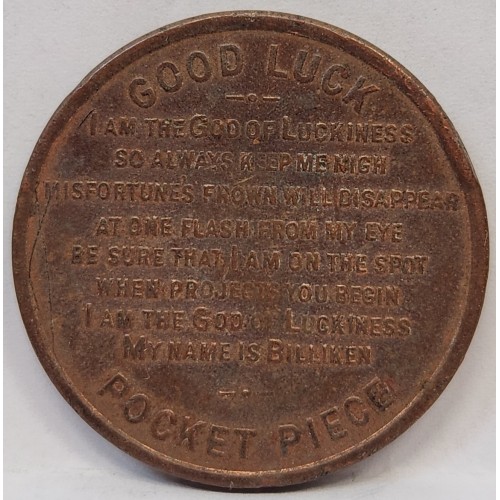 GOOD LUCK
I AM THE GOD OF LUCKINESS
SO ALWAYS KEEP ME NIGH
MISFORTUNE'S FROWN WILL DISAPPEAR
AT ONE FLASH FROM MY EYE
BE SURE THAT I AM ON THE SPOT
WHEN PROJECTS YOU BEGIN
I AM THE GOD OF LUCKINESS
MY NAME IS BILLIKEN
POCKET PIECE